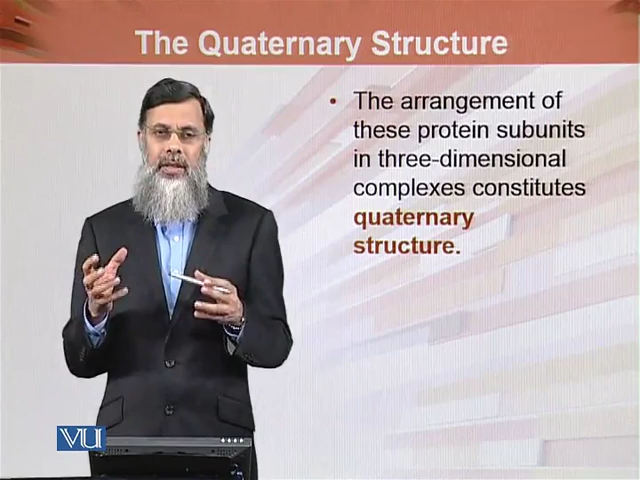 The Quaternary Structure
• The arrangement of
these protein subunits
in three-dimensional
complexes constitutes
quaternary
structure.
VU